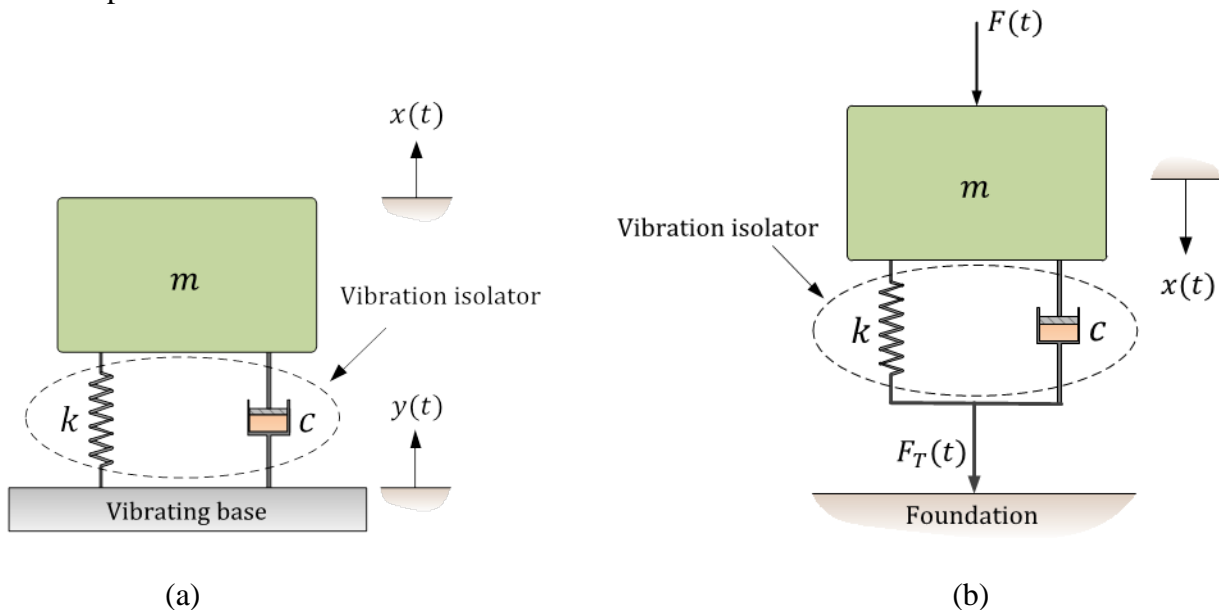 x(t)
m
Vibration isolator
k
c
y(t)
Vibrating base
(a)
F(t)
m
Vibration isolator
x(t)
k
c
F_T(t)
Foundation
(b)